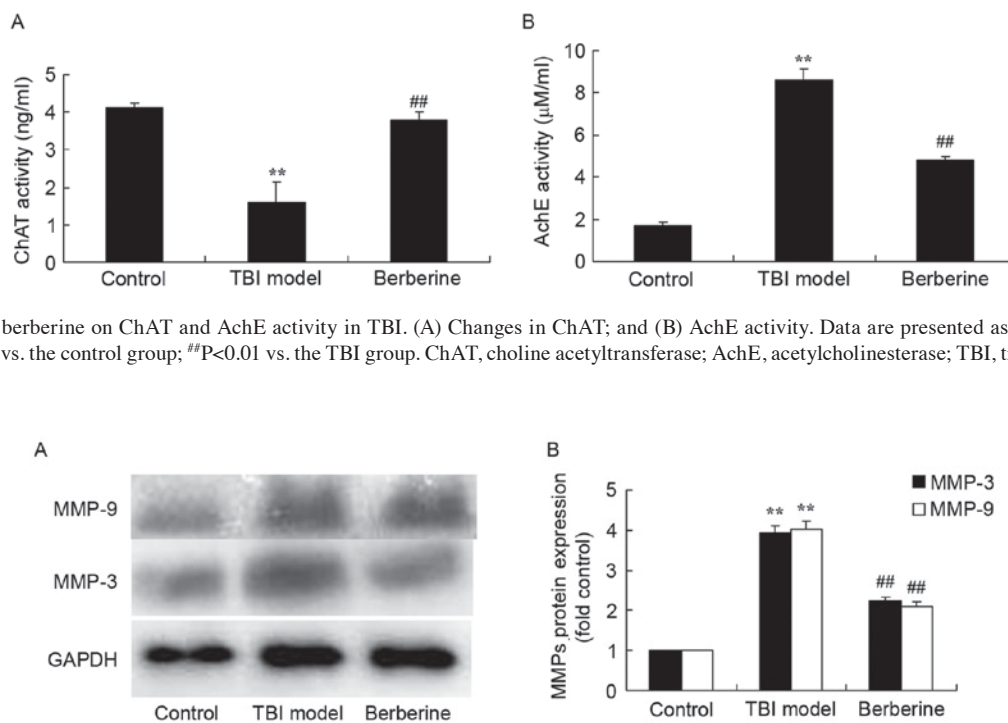 A
ChAT activity (ng/ml)
5
4
3
2
1
0
**
##
Control
TBI model
Berberine
B
AchE activity (μM/ml)
10
8
6
4
2
0
**
##
Control
TBI model
Berberine
berberine on ChAT and AchE activity in TBI. (A) Changes in ChAT; and (B) AchE activity. Data are presented as
vs. the control group; ##P<0.01 vs. the TBI group. ChAT, choline acetyltransferase; AchE, acetylcholinesterase; TBI,
A
MMP-9
MMP-3
GAPDH
Control
TBI model
Berberine
B
MMPs protein expression
(fold control)
5
4
3
2
1
0
MMP-3
MMP-9
** **
## ##
Control
TBI model
Berberine